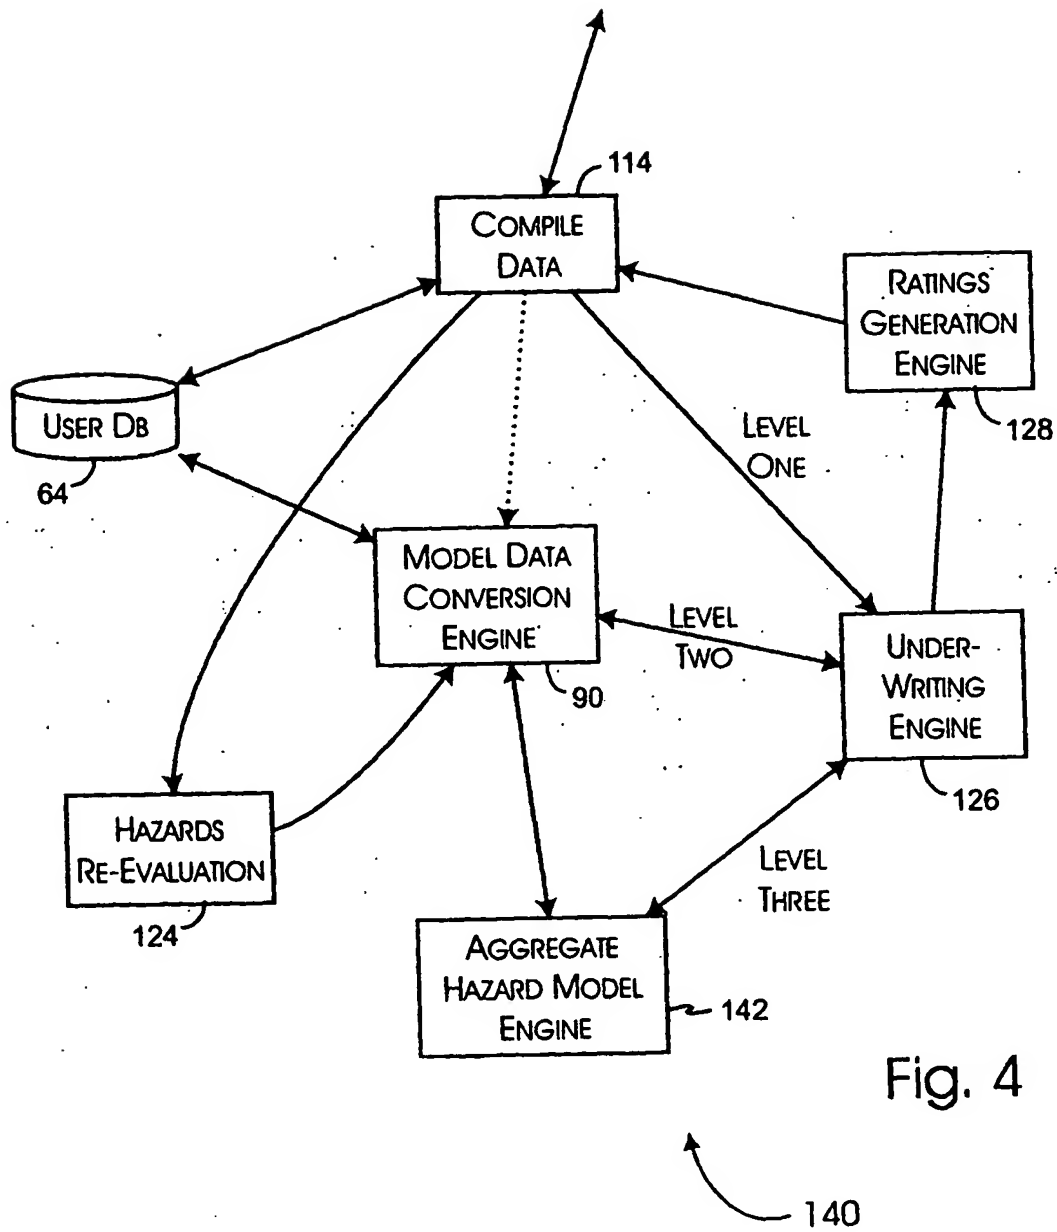 114
COMPILE
DATA
RATINGS
GENERATION
ENGINE
128
USER DB
64
LEVEL
ONE
MODEL DATA
CONVERSION
ENGINE
90
LEVEL
TWO
UNDER-
WRITING
ENGINE
126
HAZARDS
RE-EVALUATION
124
LEVEL
THREE
AGGREGATE
HAZARD MODEL
ENGINE
142
Fig. 4
140